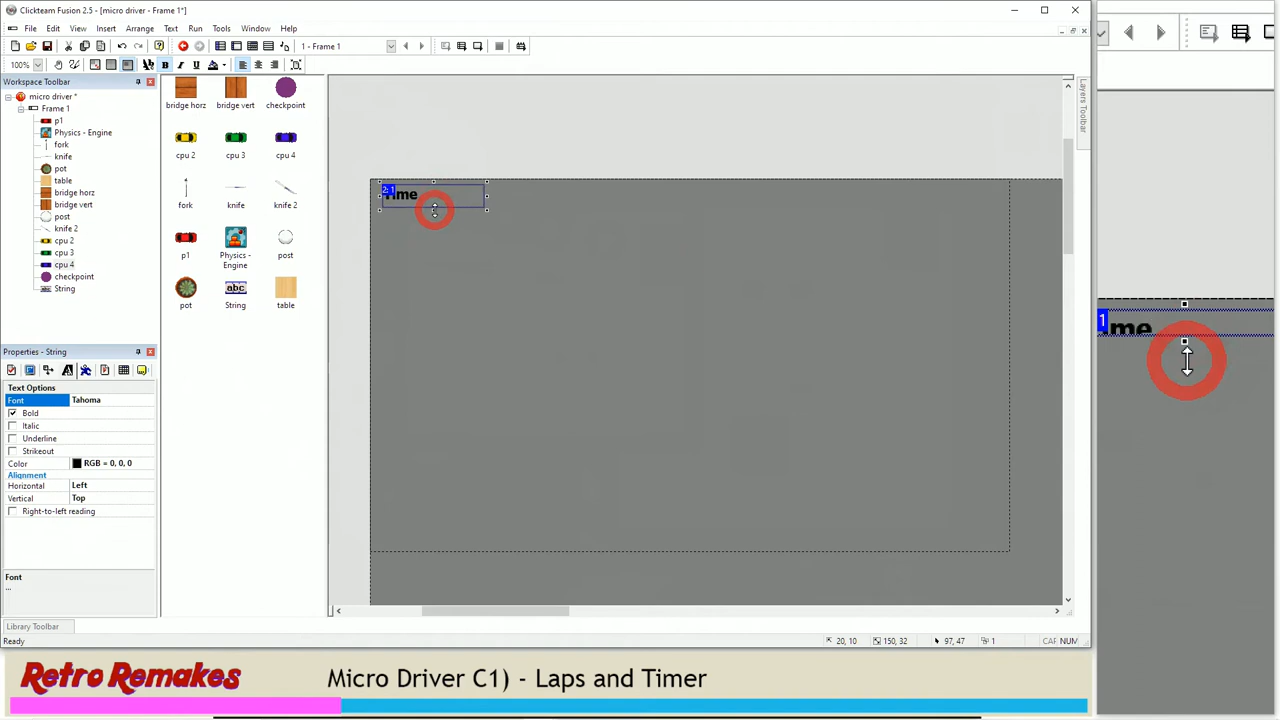 Clickteam Fusion 2.5 - [micro driver - Frame 1*]
File Edit View Insert Arrange Text Run Tools Window Help
1 - Frame 1
100%
B I U
Workspace Toolbar
micro driver *
Frame 1
p1
Physics - Engine
fork
knife
pot
table
bridge horz
bridge vert
post
knife 2
cpu 2
cpu 3
cpu 4
checkpoint
String
bridge horz bridge vert checkpoint
cpu 2 cpu 3 cpu 4
fork knife knife 2
p1 Physics - Engine post
abc
pot String table
Layers Toolbar
2; 1
Time
1
me
Properties - String
Text Options
Font Tahoma
Bold
Italic
Underline
Strikeout
Color RGB = 0, 0, 0
Alignment
Horizontal Left
Vertical Top
Right-to-left reading
Font
...
Library Toolbar
Ready
20, 10 150, 32 97, 47 1 CAP NUM
Retro Remakes
Micro Driver C1) - Laps and Timer